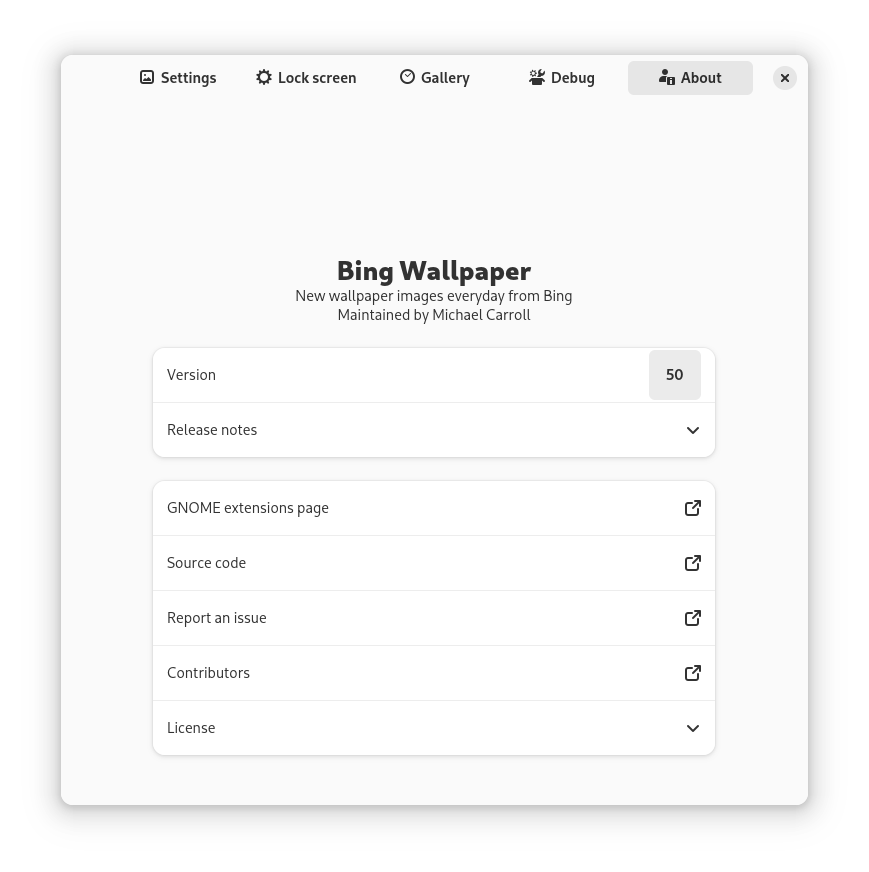 Settings
Lock screen
Gallery
Debug
About
Bing Wallpaper
New wallpaper images everyday from Bing
Maintained by Michael Carroll
Version
50
Release notes
GNOME extensions page
Source code
Report an issue
Contributors
License